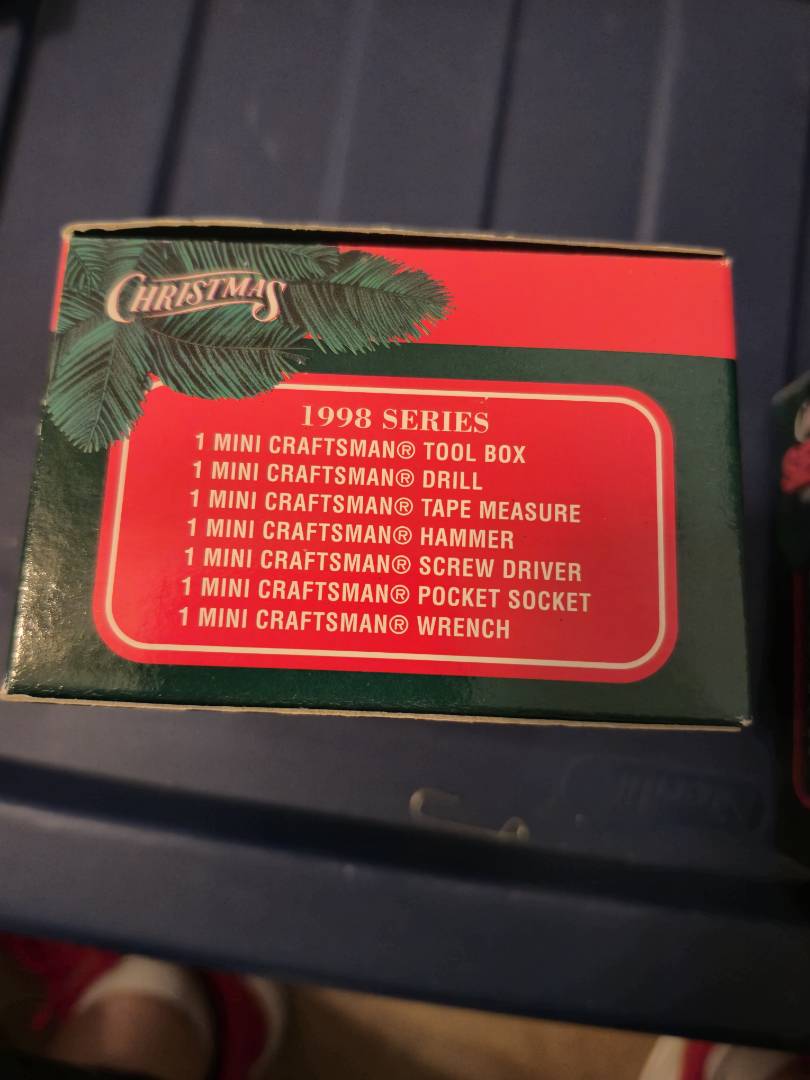 CHRISTMAS
1998 SERIES
1 MINI CRAFTSMAN® TOOL BOX
1 MINI CRAFTSMAN® DRILL
1 MINI CRAFTSMAN® TAPE MEASURE
1 MINI CRAFTSMAN® HAMMER
1 MINI CRAFTSMAN® SCREW DRIVER
1 MINI CRAFTSMAN® POCKET SOCKET
1 MINI CRAFTSMAN® WRENCH